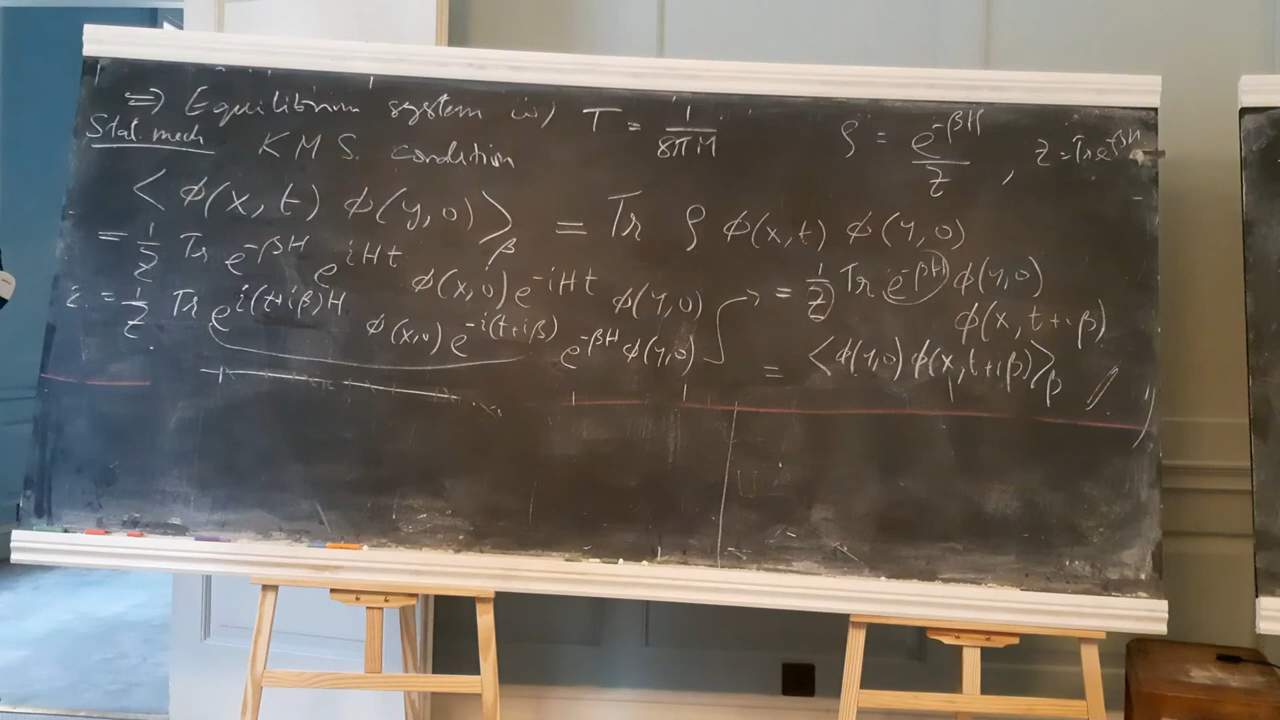 ⇒ Equilibrium system w/ T = 1/8πM ρ = e^{-βH}/Z , Z = Tr e^{-βH}
Stat. mech KMS. condition
<ϕ(x,t) ϕ(y,0)>_β = Tr ρ ϕ(x,t) ϕ(y,0)
= 1/Z Tr e^{-βH} e^{iHt} ϕ(x,0) e^{-iHt} ϕ(y,0)
= 1/Z Tr e^{i(t+iβ)H} ϕ(x,0) e^{-i(t+iβ)} e^{-βH} ϕ(y,0)
= 1/Z Tr e^{-βH} ϕ(y,0) ϕ(x,t+iβ)
= <ϕ(y,0) ϕ(x,t+iβ)>_β //